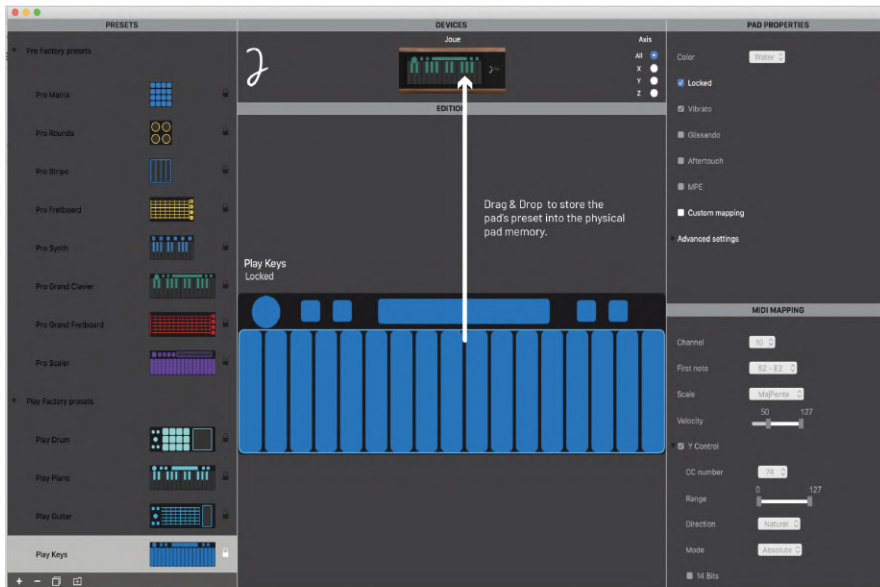 PRESETS
DEVICES
PAD PROPERTIES
Pro Factory presets
Pro Matrix
Pro Rounds
Pro Strips
Pro Fretboard
Pro Synth
Pro Grand Clavier
Pro Grand Fretboard
Pro Scaler
Play Factory presets
Play Drum
Play Piano
Play Guitar
Play Keys
Joue
Axis
All
X
Y
Z
EDITION
Drag & Drop to store the
pad's preset into the physical
pad memory.
Play Keys
Locked
Color
Water
Locked
Vibrato
Glissando
Aftertouch
MPE
Custom mapping
Advanced settings
MIDI MAPPING
Channel
10
First note
52 - E2
Scale
MajPenta
Velocity
50
127
Y Control
CC number
74
Range
0
127
Direction
Natural
Mode
Absolute
14 Bits